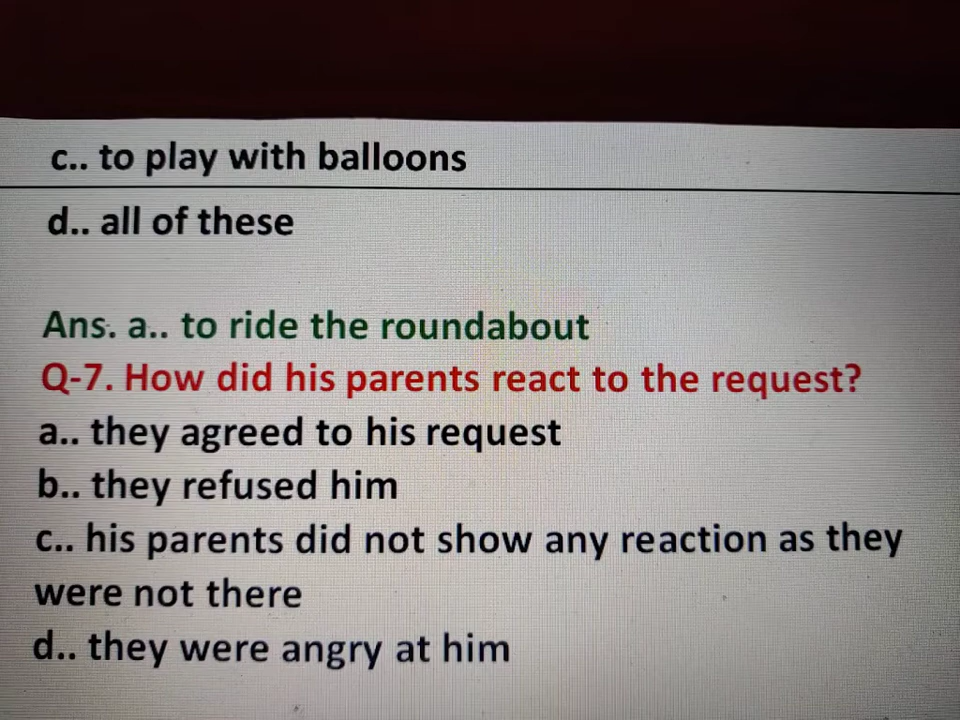 c.. to play with balloons
d.. all of these
Ans. a.. to ride the roundabout
Q-7. How did his parents react to the request?
a.. they agreed to his request
b.. they refused him
c.. his parents did not show any reaction as they
were not there
d.. they were angry at him